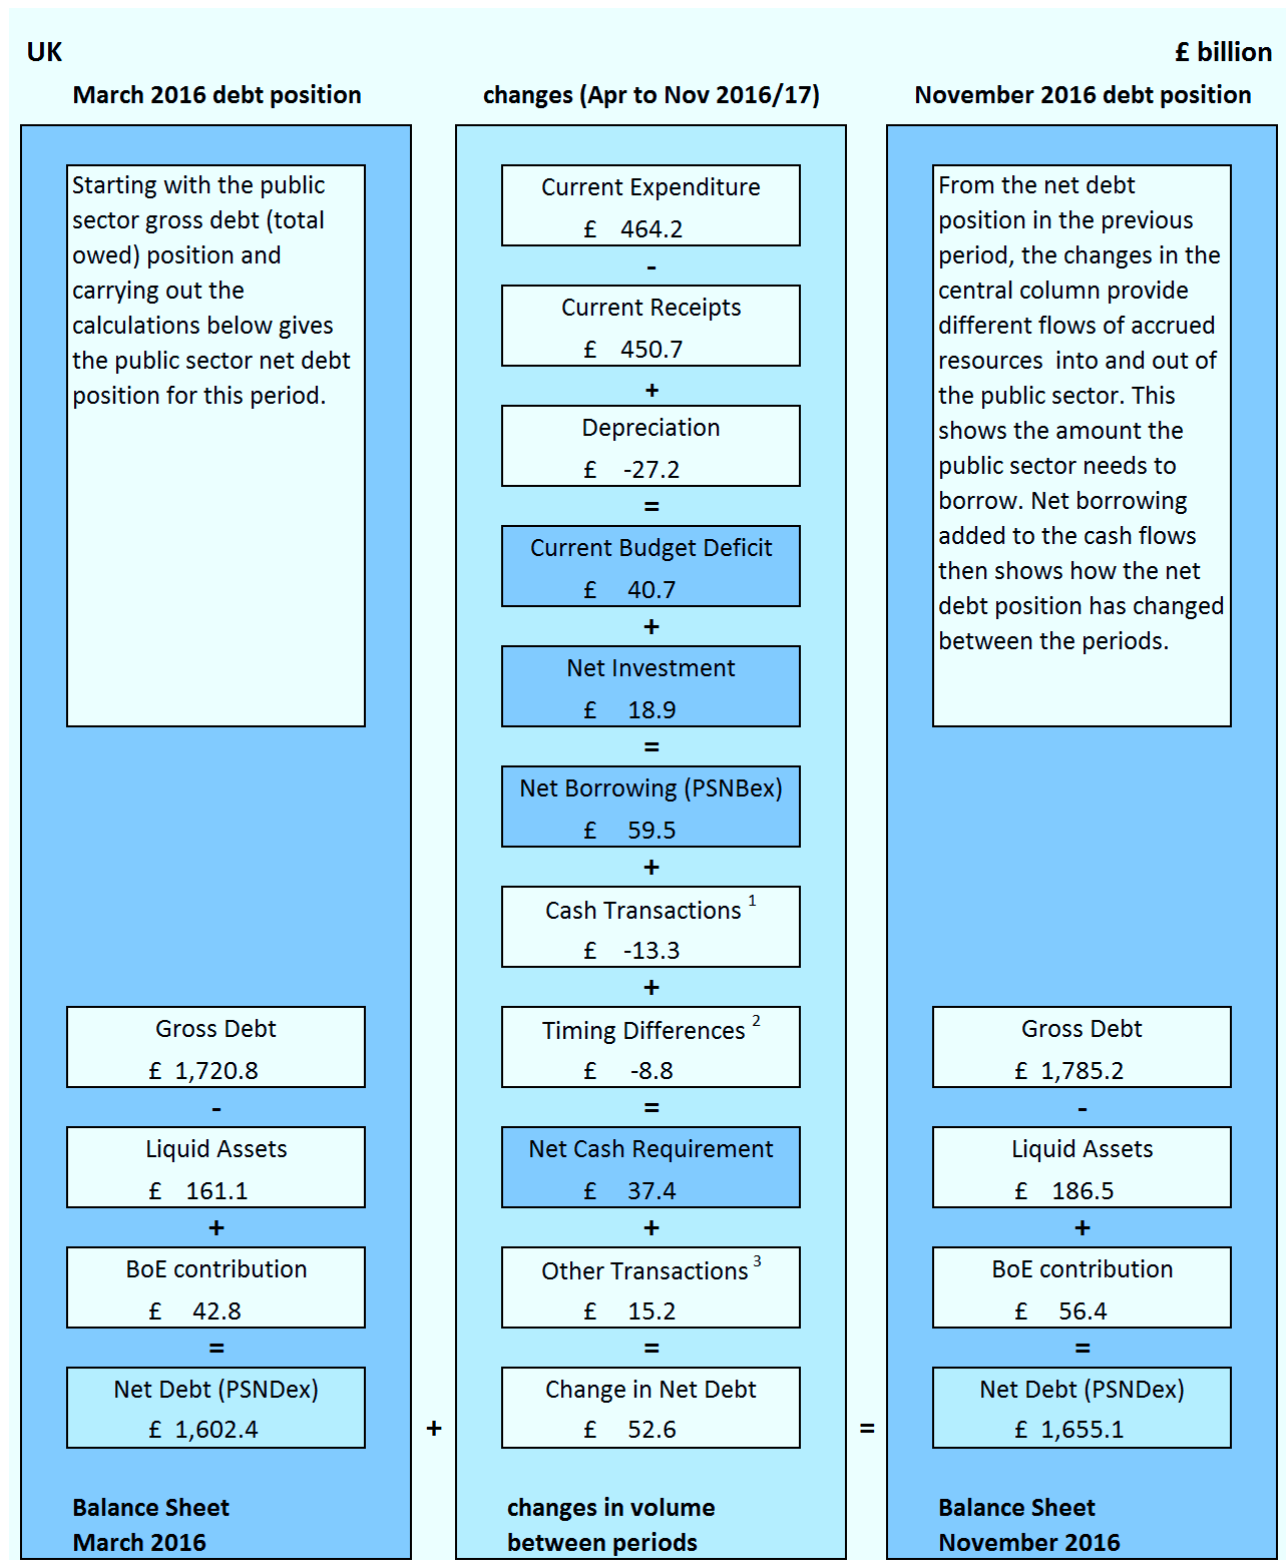 UK
£ billion
March 2016 debt position
changes (Apr to Nov 2016/17)
November 2016 debt position
Starting with the public
sector gross debt (total
owed) position and
carrying out the
calculations below gives
the public sector net debt
position for this period.
Gross Debt
£ 1,720.8
-
Liquid Assets
£ 161.1
+
BoE contribution
£ 42.8
=
Net Debt (PSNDex)
£ 1,602.4
Balance Sheet
March 2016
+
Current Expenditure
£ 464.2
-
Current Receipts
£ 450.7
+
Depreciation
£ -27.2
=
Current Budget Deficit
£ 40.7
+
Net Investment
£ 18.9
=
Net Borrowing (PSNBex)
£ 59.5
+
Cash Transactions 1
£ -13.3
+
Timing Differences 2
£ -8.8
=
Net Cash Requirement
£ 37.4
+
Other Transactions 3
£ 15.2
=
Change in Net Debt
£ 52.6
changes in volume
between periods
=
From the net debt
position in the previous
period, the changes in the
central column provide
different flows of accrued
resources into and out of
the public sector. This
shows the amount the
public sector needs to
borrow. Net borrowing
added to the cash flows
then shows how the net
debt position has changed
between the periods.
Gross Debt
£ 1,785.2
-
Liquid Assets
£ 186.5
+
BoE contribution
£ 56.4
=
Net Debt (PSNDex)
£ 1,655.1
Balance Sheet
November 2016